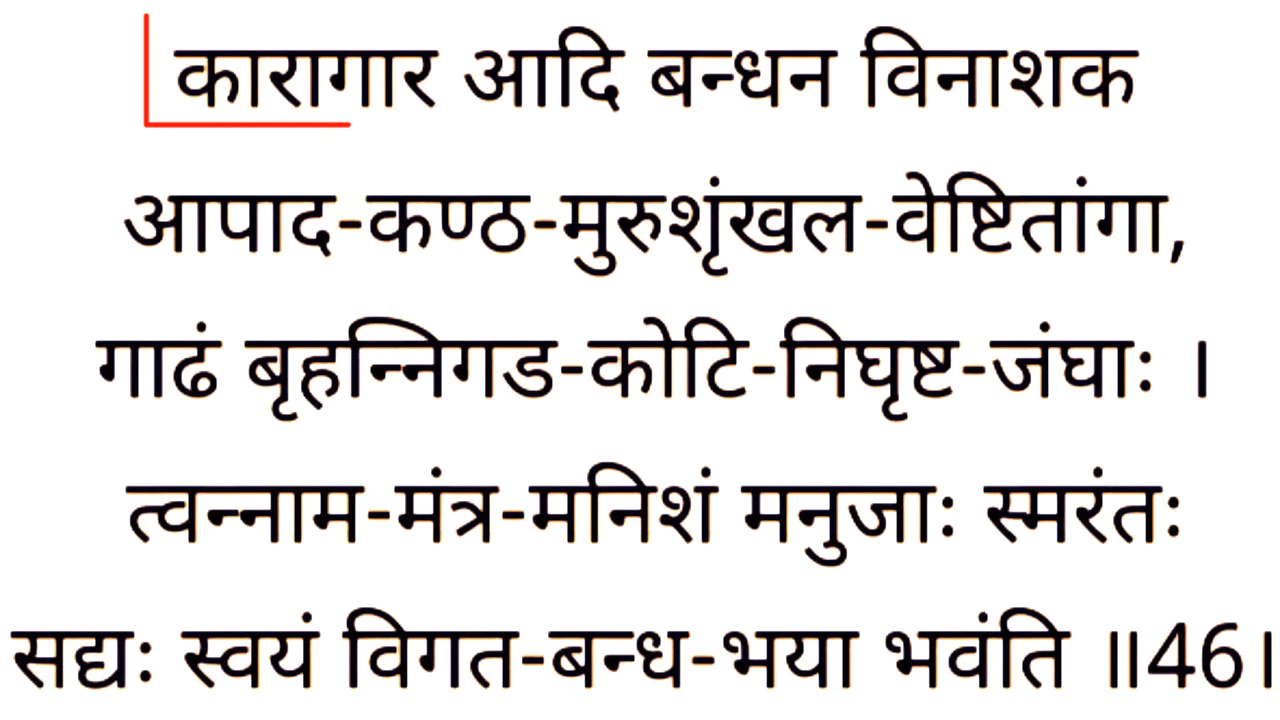 कारागार आदि बन्धन विनाशक
आपाद-कण्ठ-मुरुशृंखल-वेष्टितांगा,
गाढं बृहन्निगड-कोटि-निघृष्ट-जंघाः ।
त्वन्नाम-मंत्र-मनिशं मनुजाः स्मरंतः
सद्यः स्वयं विगत-बन्ध-भया भवंति ॥46।